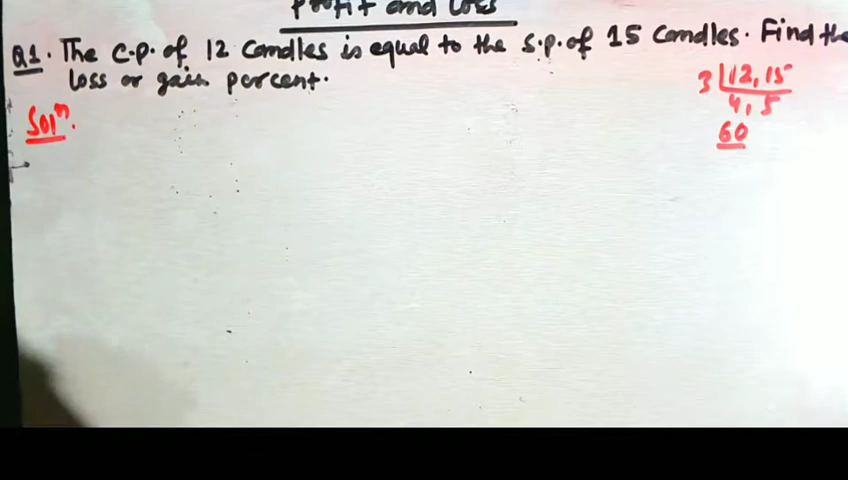 Profit and Loss
Q1. The C.P. of 12 Candles is equal to the S.P. of 15 Candles. Find the
loss or gain percent.
3 | 12, 15
4, 5
60
Solⁿ.